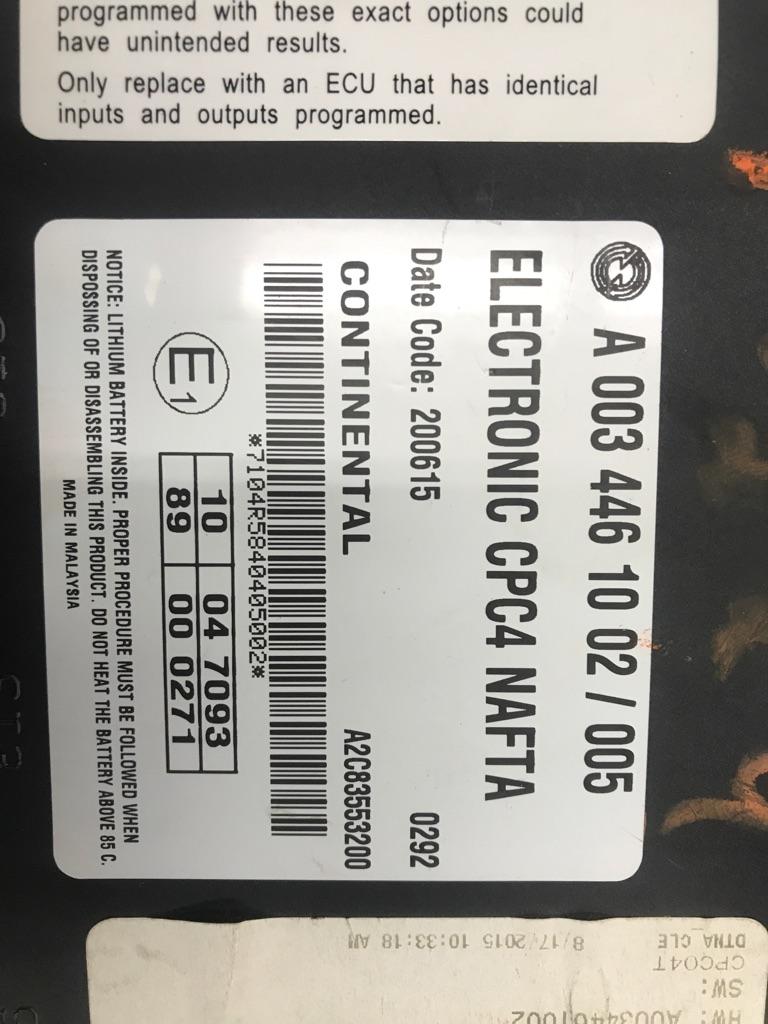 programmed with these exact options could
have unintended results.
Only replace with an ECU that has identical
inputs and outputs programmed.
A 003 446 10 02 / 005
ELECTRONIC CPC4 NAFTA
Date Code: 200615 0292
CONTINENTAL A2C83553200
*7104R5840405002*
E1
10 04 7093
89 00 0271
NOTICE: LITHIUM BATTERY INSIDE. PROPER PROCEDURE MUST BE FOLLOWED WHEN
DISPOSSING OF OR DISASSEMBLING THIS PRODUCT. DO NOT HEAT THE BATTERY ABOVE 85 C.
MADE IN MALAYSIA
HW: A0034461002
SW:
CPC04T
DTNA CLE 8/17/2015 10:33:18 AM